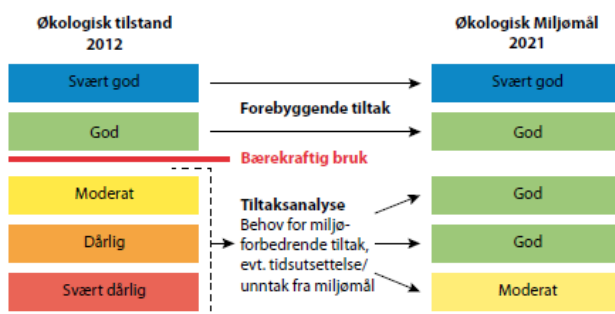 Økologisk tilstand
2012
Økologisk Miljømål
2021
Svært god
Svært god
Forebyggende tiltak
God
God
Bærekraftig bruk
Moderat
Dårlig
Svært dårlig
Tiltaksanalyse
Behov for miljø-
forbedrende tiltak,
evt. tidsutsettelse/
unntak fra miljømål
God
God
Moderat